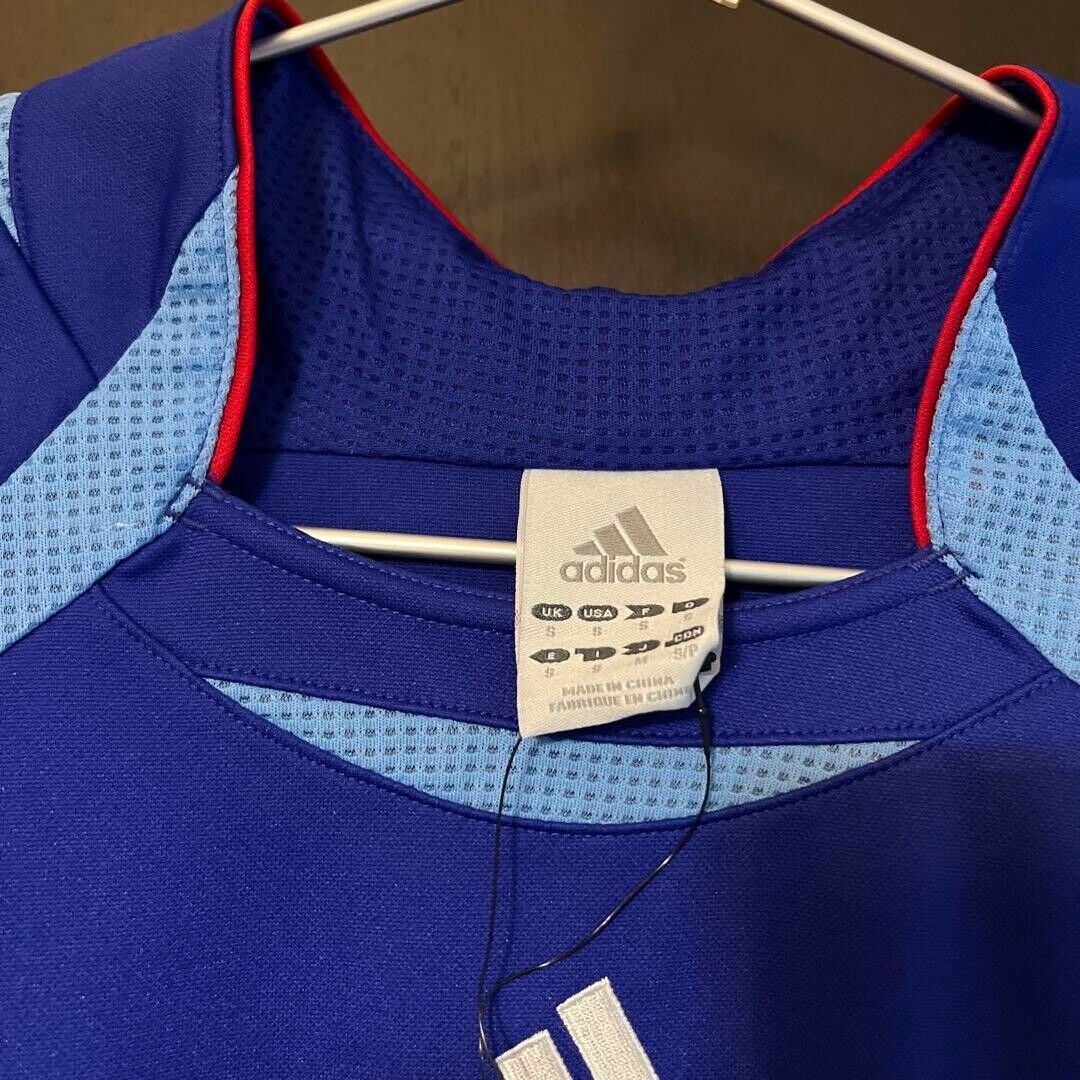 adidas
UK USA F D
S S S S
E I J CDN
S S M S/P
MADE IN CHINA
FABRIQUE EN CHINE